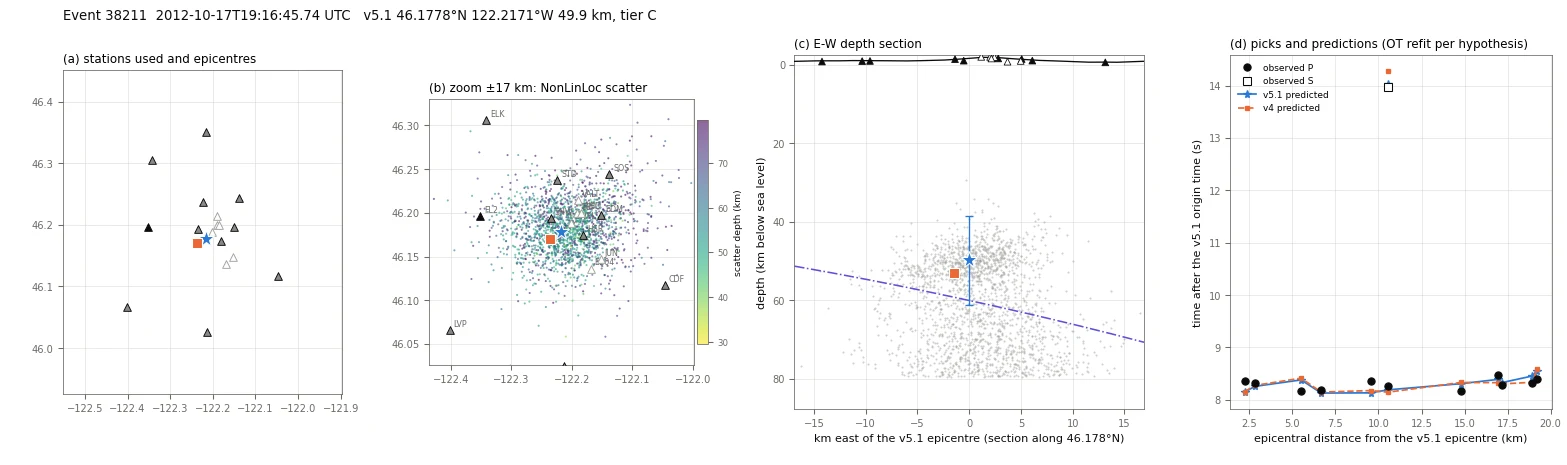 Event 38211  2012-10-17T19:16:45.74 UTC   v5.1 46.1778°N 122.2171°W 49.9 km, tier C
(a) stations used and epicentres
46.4
46.3
46.2
46.1
46.0
−122.5
−122.4
−122.3
−122.2
−122.1
−122.0
−121.9
(b) zoom ±17 km: NonLinLoc scatter
46.30
46.25
46.20
46.15
46.10
46.05
−122.4
−122.3
−122.2
−122.1
−122.0
ELK
SOS
STD
CDF
LVP
70
60
50
40
30
scatter depth (km)
(c) E-W depth section
0
20
40
60
80
depth (km below sea level)
−15
−10
−5
0
5
10
15
km east of the v5.1 epicentre (section along 46.178°N)
(d) picks and predictions (OT refit per hypothesis)
observed P
observed S
v5.1 predicted
v4 predicted
14
13
12
11
10
9
8
time after the v5.1 origin time (s)
2.5
5.0
7.5
10.0
12.5
15.0
17.5
20.0
epicentral distance from the v5.1 epicentre (km)